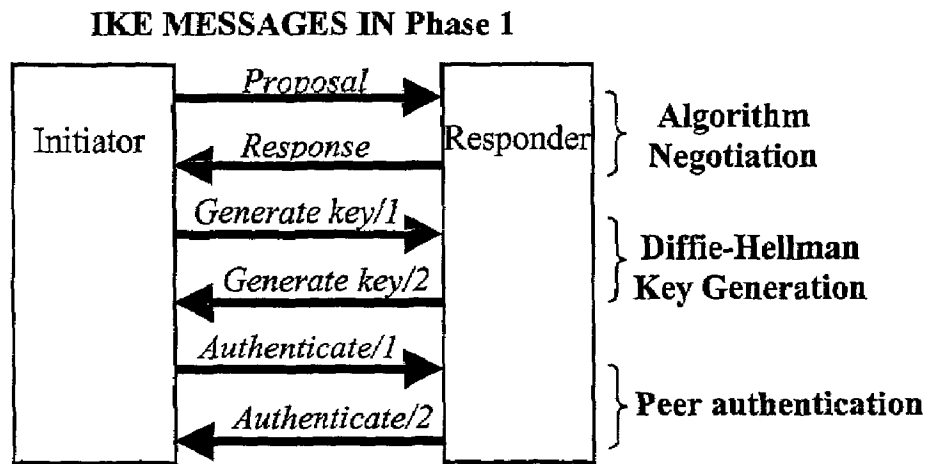 IKE MESSAGES IN Phase 1
Initiator
Responder
Proposal
Response
Algorithm
Negotiation
Generate key/1
Generate key/2
Diffie-Hellman
Key Generation
Authenticate/1
Authenticate/2
Peer authentication